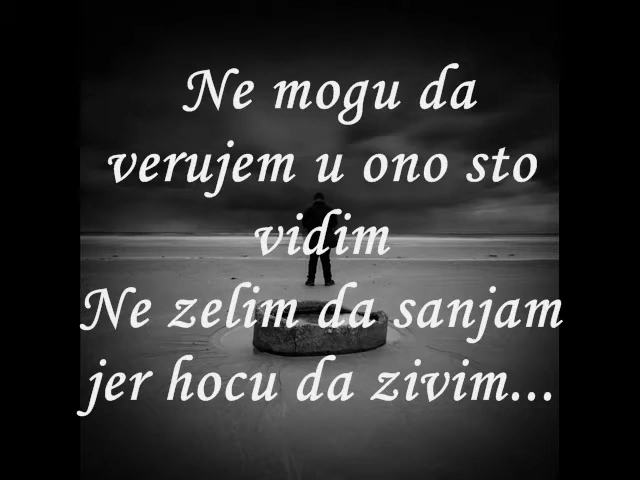 Ne mogu da
verujem u ono sto
vidim
Ne zelim da sanjam
jer hocu da zivim...